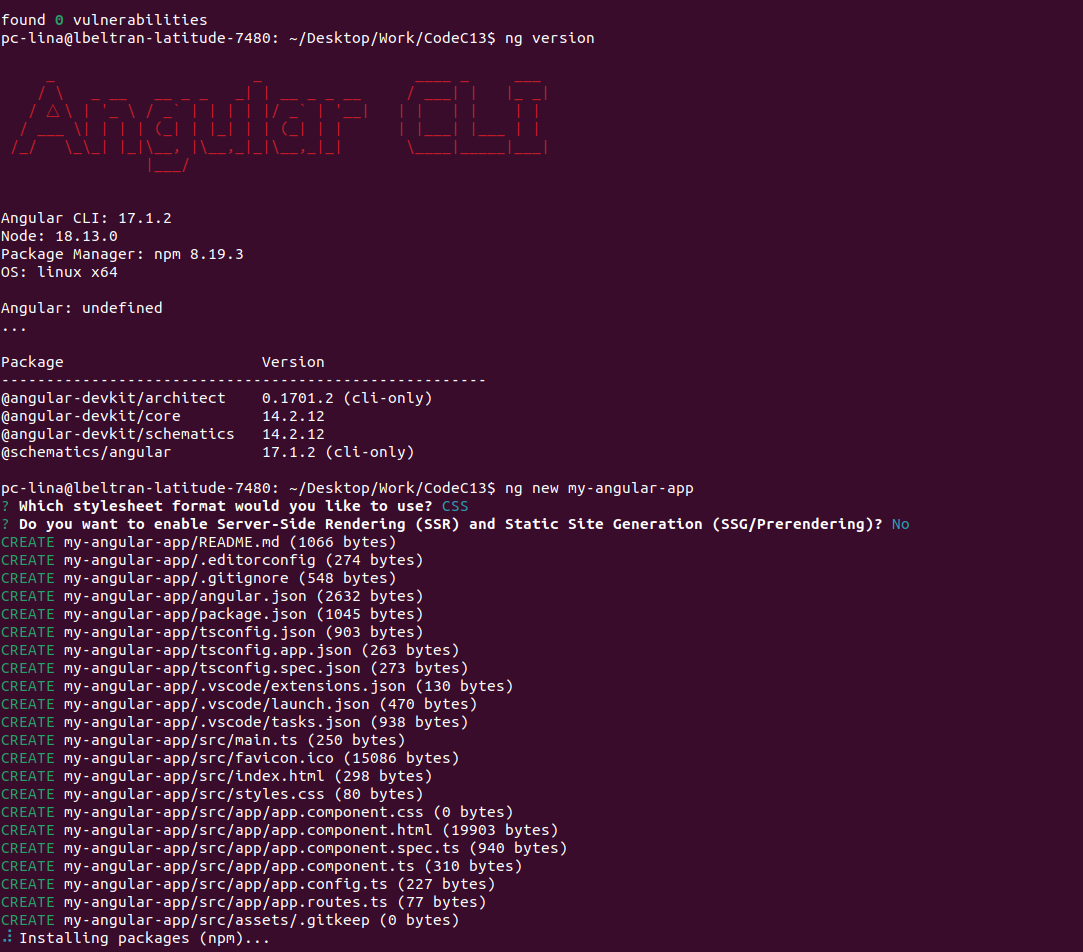 found 0 vulnerabilities
pc-lina@lbeltran-latitude-7480: ~/Desktop/Work/CodeC13$ ng version
Angular CLI
Angular CLI: 17.1.2
Node: 18.13.0
Package Manager: npm 8.19.3
OS: linux x64
Angular: undefined
...
Package                      Version
------------------------------------------------------
@angular-devkit/architect    0.1701.2 (cli-only)
@angular-devkit/core         14.2.12
@angular-devkit/schematics   14.2.12
@schematics/angular          17.1.2 (cli-only)
pc-lina@lbeltran-latitude-7480: ~/Desktop/Work/CodeC13$ ng new my-angular-app
? Which stylesheet format would you like to use? CSS
? Do you want to enable Server-Side Rendering (SSR) and Static Site Generation (SSG/Prerendering)? No
CREATE my-angular-app/README.md (1066 bytes)
CREATE my-angular-app/.editorconfig (274 bytes)
CREATE my-angular-app/.gitignore (548 bytes)
CREATE my-angular-app/angular.json (2632 bytes)
CREATE my-angular-app/package.json (1045 bytes)
CREATE my-angular-app/tsconfig.json (903 bytes)
CREATE my-angular-app/tsconfig.app.json (263 bytes)
CREATE my-angular-app/tsconfig.spec.json (273 bytes)
CREATE my-angular-app/.vscode/extensions.json (130 bytes)
CREATE my-angular-app/.vscode/launch.json (470 bytes)
CREATE my-angular-app/.vscode/tasks.json (938 bytes)
CREATE my-angular-app/src/main.ts (250 bytes)
CREATE my-angular-app/src/favicon.ico (15086 bytes)
CREATE my-angular-app/src/index.html (298 bytes)
CREATE my-angular-app/src/styles.css (80 bytes)
CREATE my-angular-app/src/app/app.component.css (0 bytes)
CREATE my-angular-app/src/app/app.component.html (19903 bytes)
CREATE my-angular-app/src/app/app.component.spec.ts (940 bytes)
CREATE my-angular-app/src/app/app.component.ts (310 bytes)
CREATE my-angular-app/src/app/app.config.ts (227 bytes)
CREATE my-angular-app/src/app/app.routes.ts (77 bytes)
CREATE my-angular-app/src/assets/.gitkeep (0 bytes)
Installing packages (npm)...